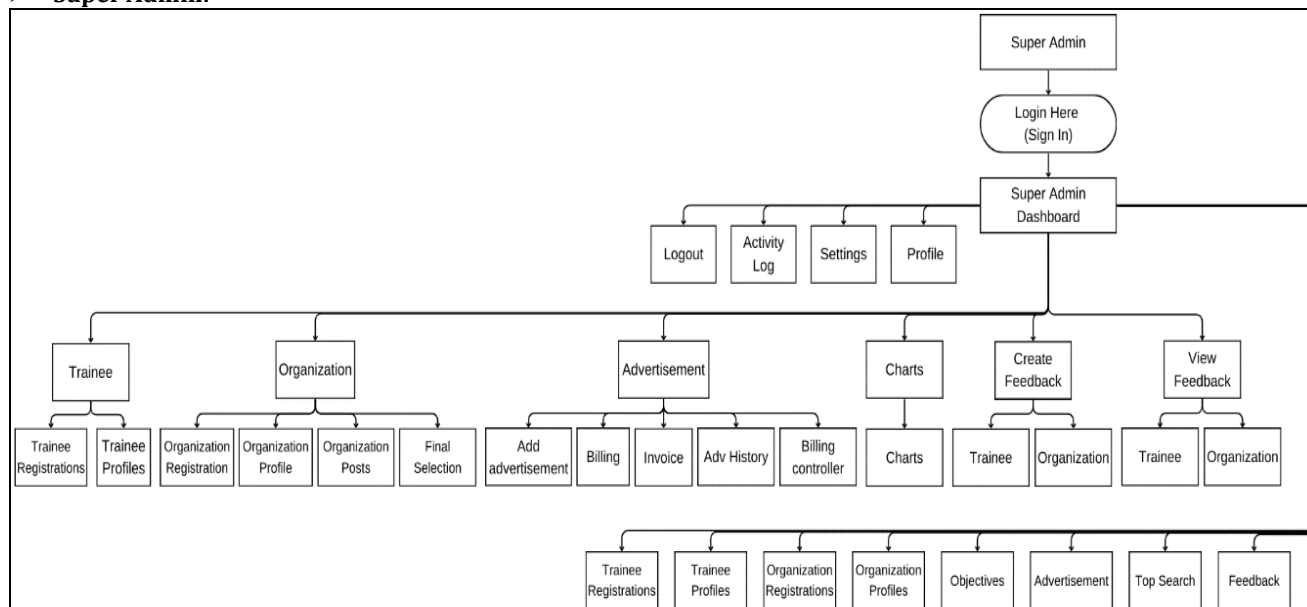 Super Admin:
Super Admin
Login Here
(Sign In)
Super Admin
Dashboard
Logout
Activity
Log
Settings
Profile
Trainee
Organization
Advertisement
Charts
Create
Feedback
View
Feedback
Trainee
Registrations
Trainee
Profiles
Organization
Registration
Organization
Profile
Organization
Posts
Final
Selection
Add
advertisement
Billing
Invoice
Adv History
Billing
controller
Charts
Trainee
Organization
Trainee
Organization
Trainee
Registrations
Trainee
Profiles
Organization
Registrations
Organization
Profiles
Objectives
Advertisement
Top Search
Feedback